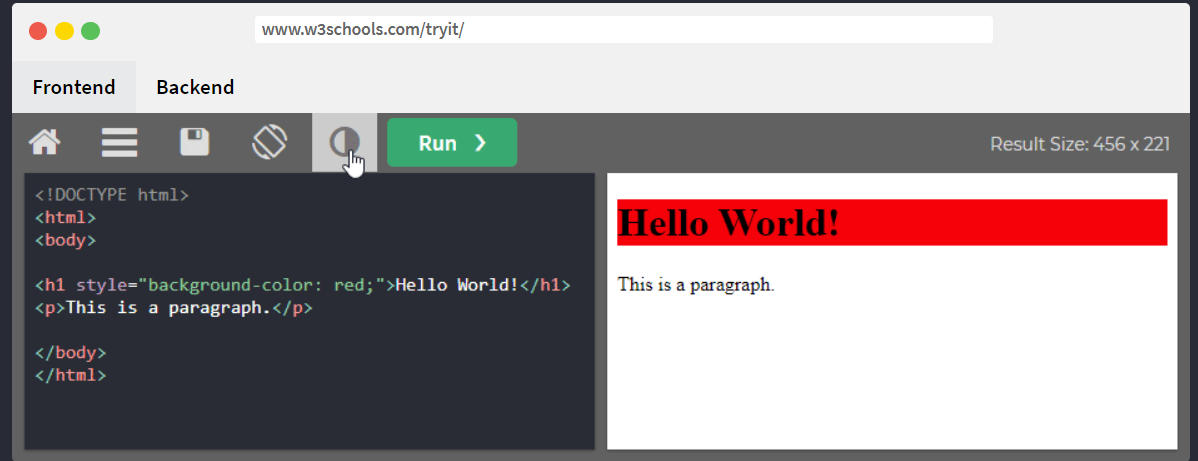 www.w3schools.com/tryit/
Frontend Backend
Run ❯ Result Size: 456 x 221
<!DOCTYPE html>
<html>
<body>
<h1 style="background-color: red;">Hello World!</h1>
<p>This is a paragraph.</p>
</body>
</html>
Hello World!
This is a paragraph.